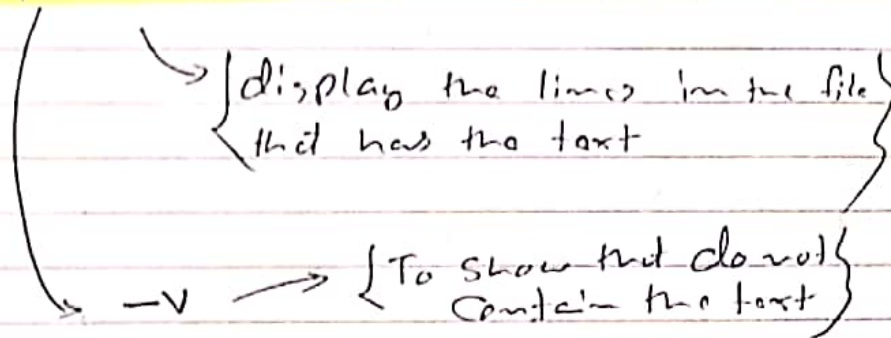 display the lines in the file
that has the text
-v → {To show that do not
Contain the text}